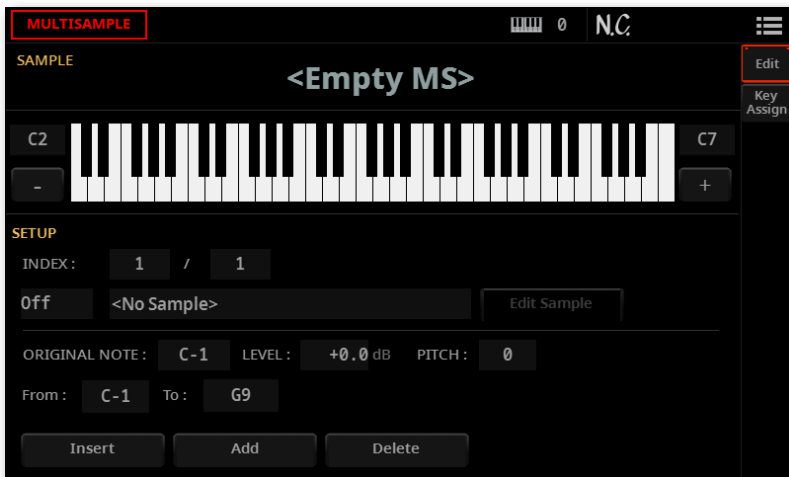 MULTISAMPLE 0 N.C.
SAMPLE
<Empty MS>
Edit
Key
Assign
C2 C7
- +
SETUP
INDEX : 1 / 1
Off <No Sample> Edit Sample
ORIGINAL NOTE : C-1 LEVEL : +0.0 dB PITCH : 0
From : C-1 To : G9
Insert Add Delete